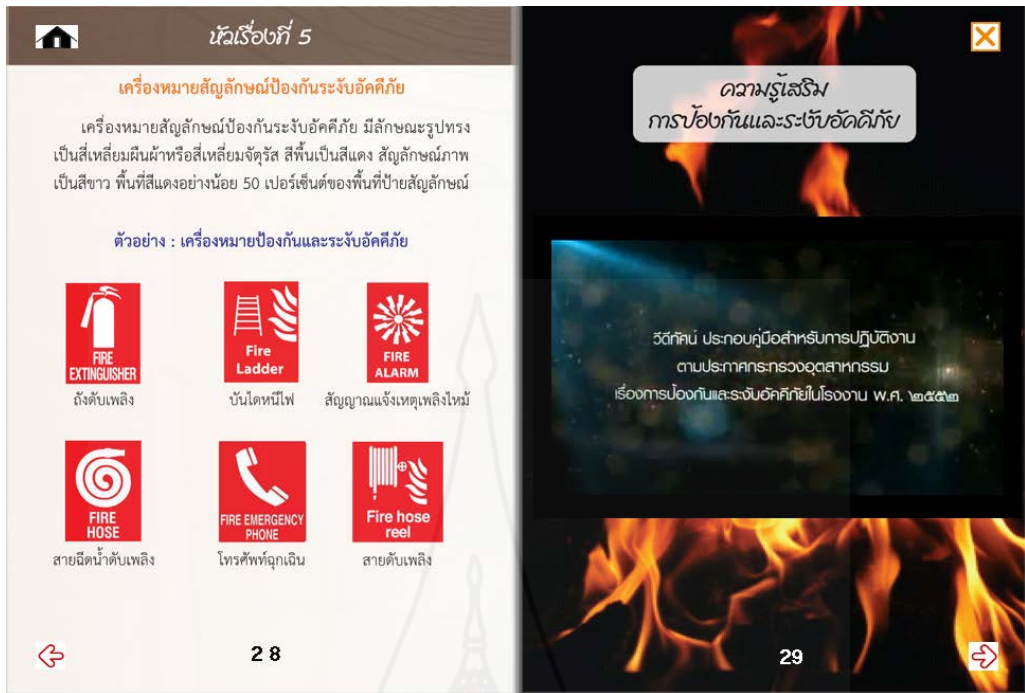 หัวเรื่องที่ 5
เครื่องหมายสัญลักษณ์ป้องกันระงับอัคคีภัย
เครื่องหมายสัญลักษณ์ป้องกันระงับอัคคีภัย มีลักษณะรูปทรง
เป็นสี่เหลี่ยมผืนผ้าหรือสี่เหลี่ยมจัตุรัส สีพื้นเป็นสีแดง สัญลักษณ์ภาพ
เป็นสีขาว พื้นที่สีแดงอย่างน้อย 50 เปอร์เซ็นต์ของพื้นที่ป้ายสัญลักษณ์
ตัวอย่าง : เครื่องหมายป้องกันและระงับอัคคีภัย
FIRE
EXTINGUISHER
ถังดับเพลิง
Fire
Ladder
บันไดหนีไฟ
FIRE
ALARM
สัญญาณแจ้งเหตุเพลิงไหม้
FIRE
HOSE
สายฉีดน้ำดับเพลิง
FIRE EMERGENCY
PHONE
โทรศัพท์ฉุกเฉิน
Fire hose
reel
สายดับเพลิง
28
ความรู้เสริม
การป้องกันและระงับอัคคีภัย
วีดีทัศน์ ประกอบคู่มือสำหรับการปฏิบัติงาน
ตามประกาศกระทรวงอุตสาหกรรม
เรื่องการป้องกันและระงับอัคคีภัยในโรงงาน พ.ศ. ๒๕๕๒
29